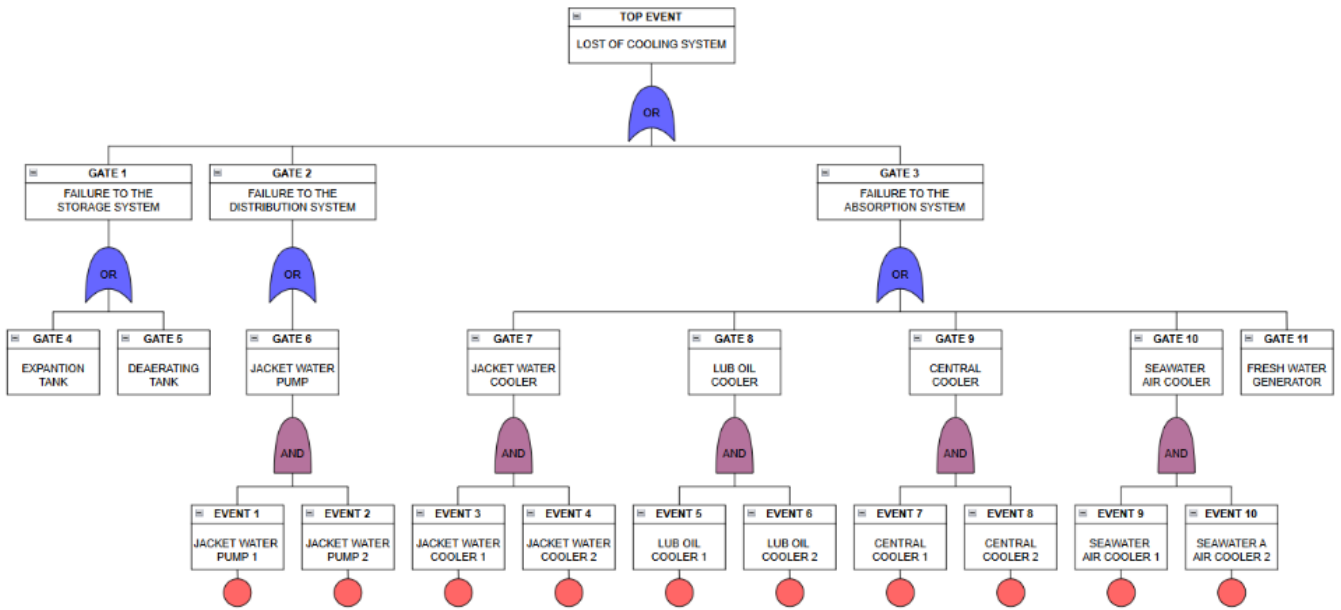 TOP EVENT
LOST OF COOLING SYSTEM
OR
GATE 1
FAILURE TO THE
STORAGE SYSTEM
GATE 2
FAILURE TO THE
DISTRIBUTION SYSTEM
GATE 3
FAILURE TO THE
ABSORPTION SYSTEM
OR
OR
OR
GATE 4
EXPANTION
TANK
GATE 5
DEAERATING
TANK
GATE 6
JACKET WATER
PUMP
GATE 7
JACKET WATER
COOLER
GATE 8
LUB OIL
COOLER
GATE 9
CENTRAL
COOLER
GATE 10
SEAWATER
AIR COOLER
GATE 11
FRESH WATER
GENERATOR
AND
AND
AND
AND
AND
EVENT 1
JACKET WATER
PUMP 1
EVENT 2
JACKET WATER
PUMP 2
EVENT 3
JACKET WATER
COOLER 1
EVENT 4
JACKET WATER
COOLER 2
EVENT 5
LUB OIL
COOLER 1
EVENT 6
LUB OIL
COOLER 2
EVENT 7
CENTRAL
COOLER 1
EVENT 8
CENTRAL
COOLER 2
EVENT 9
SEAWATER
AIR COOLER 1
EVENT 10
SEAWATER A
AIR COOLER 2